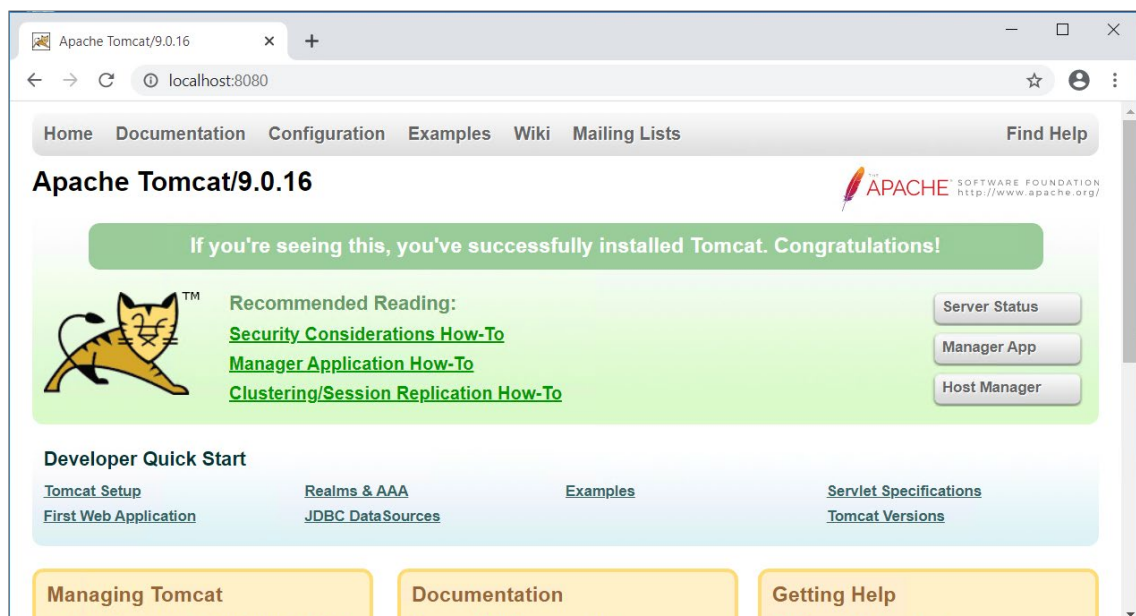 Apache Tomcat/9.0.16
localhost:8080
Home Documentation Configuration Examples Wiki Mailing Lists Find Help
Apache Tomcat/9.0.16
THE
APACHE SOFTWARE FOUNDATION
http://www.apache.org/
If you're seeing this, you've successfully installed Tomcat. Congratulations!
TM
Recommended Reading:
Security Considerations How-To
Manager Application How-To
Clustering/Session Replication How-To
Server Status
Manager App
Host Manager
Developer Quick Start
Tomcat Setup
First Web Application
Realms & AAA
JDBC DataSources
Examples
Servlet Specifications
Tomcat Versions
Managing Tomcat
Documentation
Getting Help